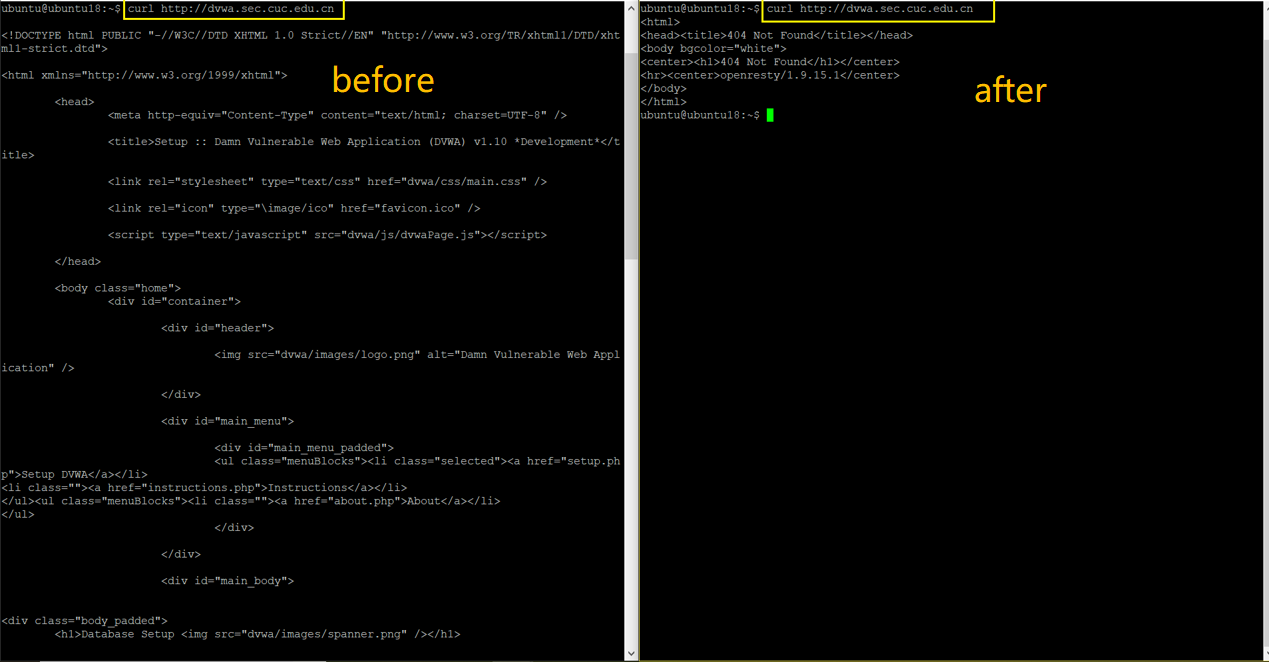 ubuntu@ubuntu18:~$ curl http://dvwa.sec.cuc.edu.cn
<!DOCTYPE html PUBLIC "-//W3C//DTD XHTML 1.0 Strict//EN" "http://www.w3.org/TR/xhtml1/DTD/xht
ml1-strict.dtd">
<html xmlns="http://www.w3.org/1999/xhtml">
before
<head>
<meta http-equiv="Content-Type" content="text/html; charset=UTF-8" />
<title>Setup :: Damn Vulnerable Web Application (DVWA) v1.10 *Development*</t
itle>
<link rel="stylesheet" type="text/css" href="dvwa/css/main.css" />
<link rel="icon" type="\image/ico" href="favicon.ico" />
<script type="text/javascript" src="dvwa/js/dvwaPage.js"></script>
</head>
<body class="home">
<div id="container">
<div id="header">
<img src="dvwa/images/logo.png" alt="Damn Vulnerable Web Appl
ication" />
</div>
<div id="main_menu">
<div id="main_menu_padded">
<ul class="menuBlocks"><li class="selected"><a href="setup.ph
p">Setup DVWA</a></li>
<li class=""><a href="instructions.php">Instructions</a></li>
</ul><ul class="menuBlocks"><li class=""><a href="about.php">About</a></li>
</ul>
</div>
</div>
<div id="main_body">
<div class="body_padded">
<h1>Database Setup <img src="dvwa/images/spanner.png" /></h1>
ubuntu@ubuntu18:~$ curl http://dvwa.sec.cuc.edu.cn
<html>
<head><title>404 Not Found</title></head>
<body bgcolor="white">
<center><h1>404 Not Found</h1></center>
<hr><center>openresty/1.9.15.1</center>
</body>
</html>
ubuntu@ubuntu18:~$
after